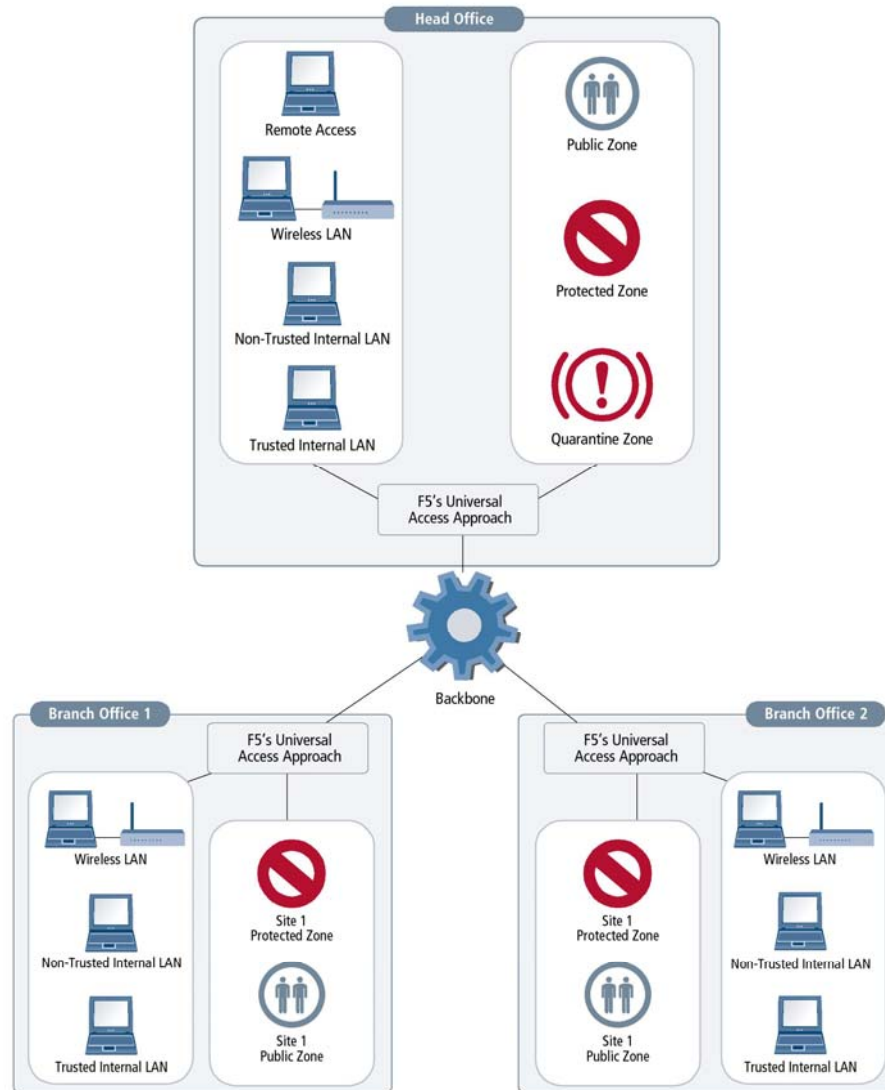 Head Office
Remote Access
Wireless LAN
Non-Trusted Internal LAN
Trusted Internal LAN
Public Zone
Protected Zone
Quarantine Zone
F5's Universal
Access Approach
Backbone
Branch Office 1
F5's Universal
Access Approach
Wireless LAN
Non-Trusted Internal LAN
Trusted Internal LAN
Site 1
Protected Zone
Site 1
Public Zone
Branch Office 2
F5's Universal
Access Approach
Site 1
Protected Zone
Site 1
Public Zone
Wireless LAN
Non-Trusted Internal LAN
Trusted Internal LAN